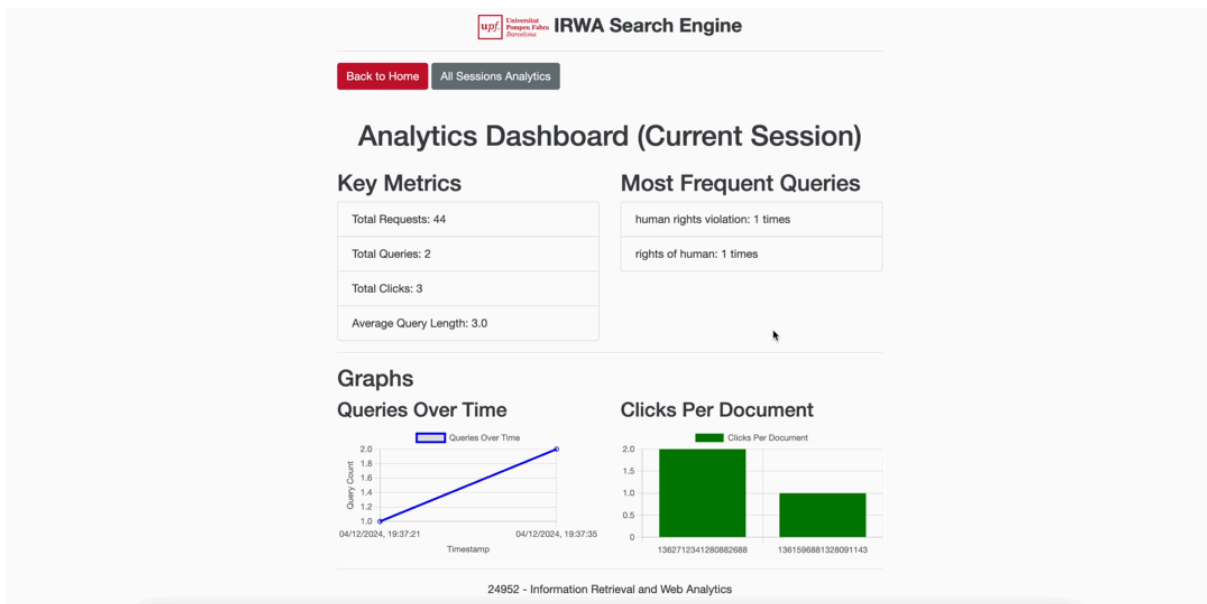 upf. Universitat Pompeu Fabra Barcelona IRWA Search Engine
Back to Home All Sessions Analytics
Analytics Dashboard (Current Session)
Key Metrics
Total Requests: 44
Total Queries: 2
Total Clicks: 3
Average Query Length: 3.0
Most Frequent Queries
human rights violation: 1 times
rights of human: 1 times
Graphs
Queries Over Time
Queries Over Time
Query Count
2.0
1.8
1.6
1.4
1.2
1.0
04/12/2024, 19:37:21 04/12/2024, 19:37:35
Timestamp
Clicks Per Document
Clicks Per Document
2.0
1.5
1.0
0.5
0
1362712341280882688 1361596881328091143
24952 - Information Retrieval and Web Analytics